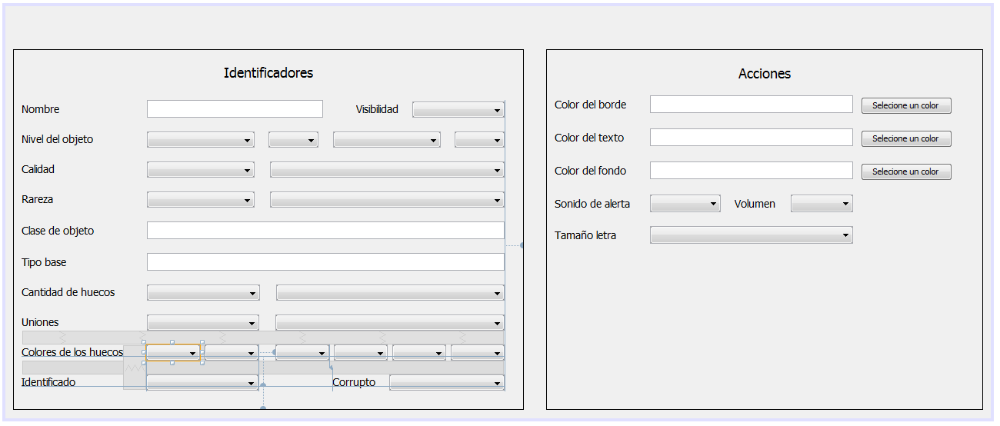 Identificadores
Nombre
Visibilidad
Nivel del objeto
Calidad
Rareza
Clase de objeto
Tipo base
Cantidad de huecos
Uniones
Colores de los huecos
Identificado
Corrupto
Acciones
Color del borde
Selecione un color
Color del texto
Selecione un color
Color del fondo
Selecione un color
Sonido de alerta
Volumen
Tamaño letra